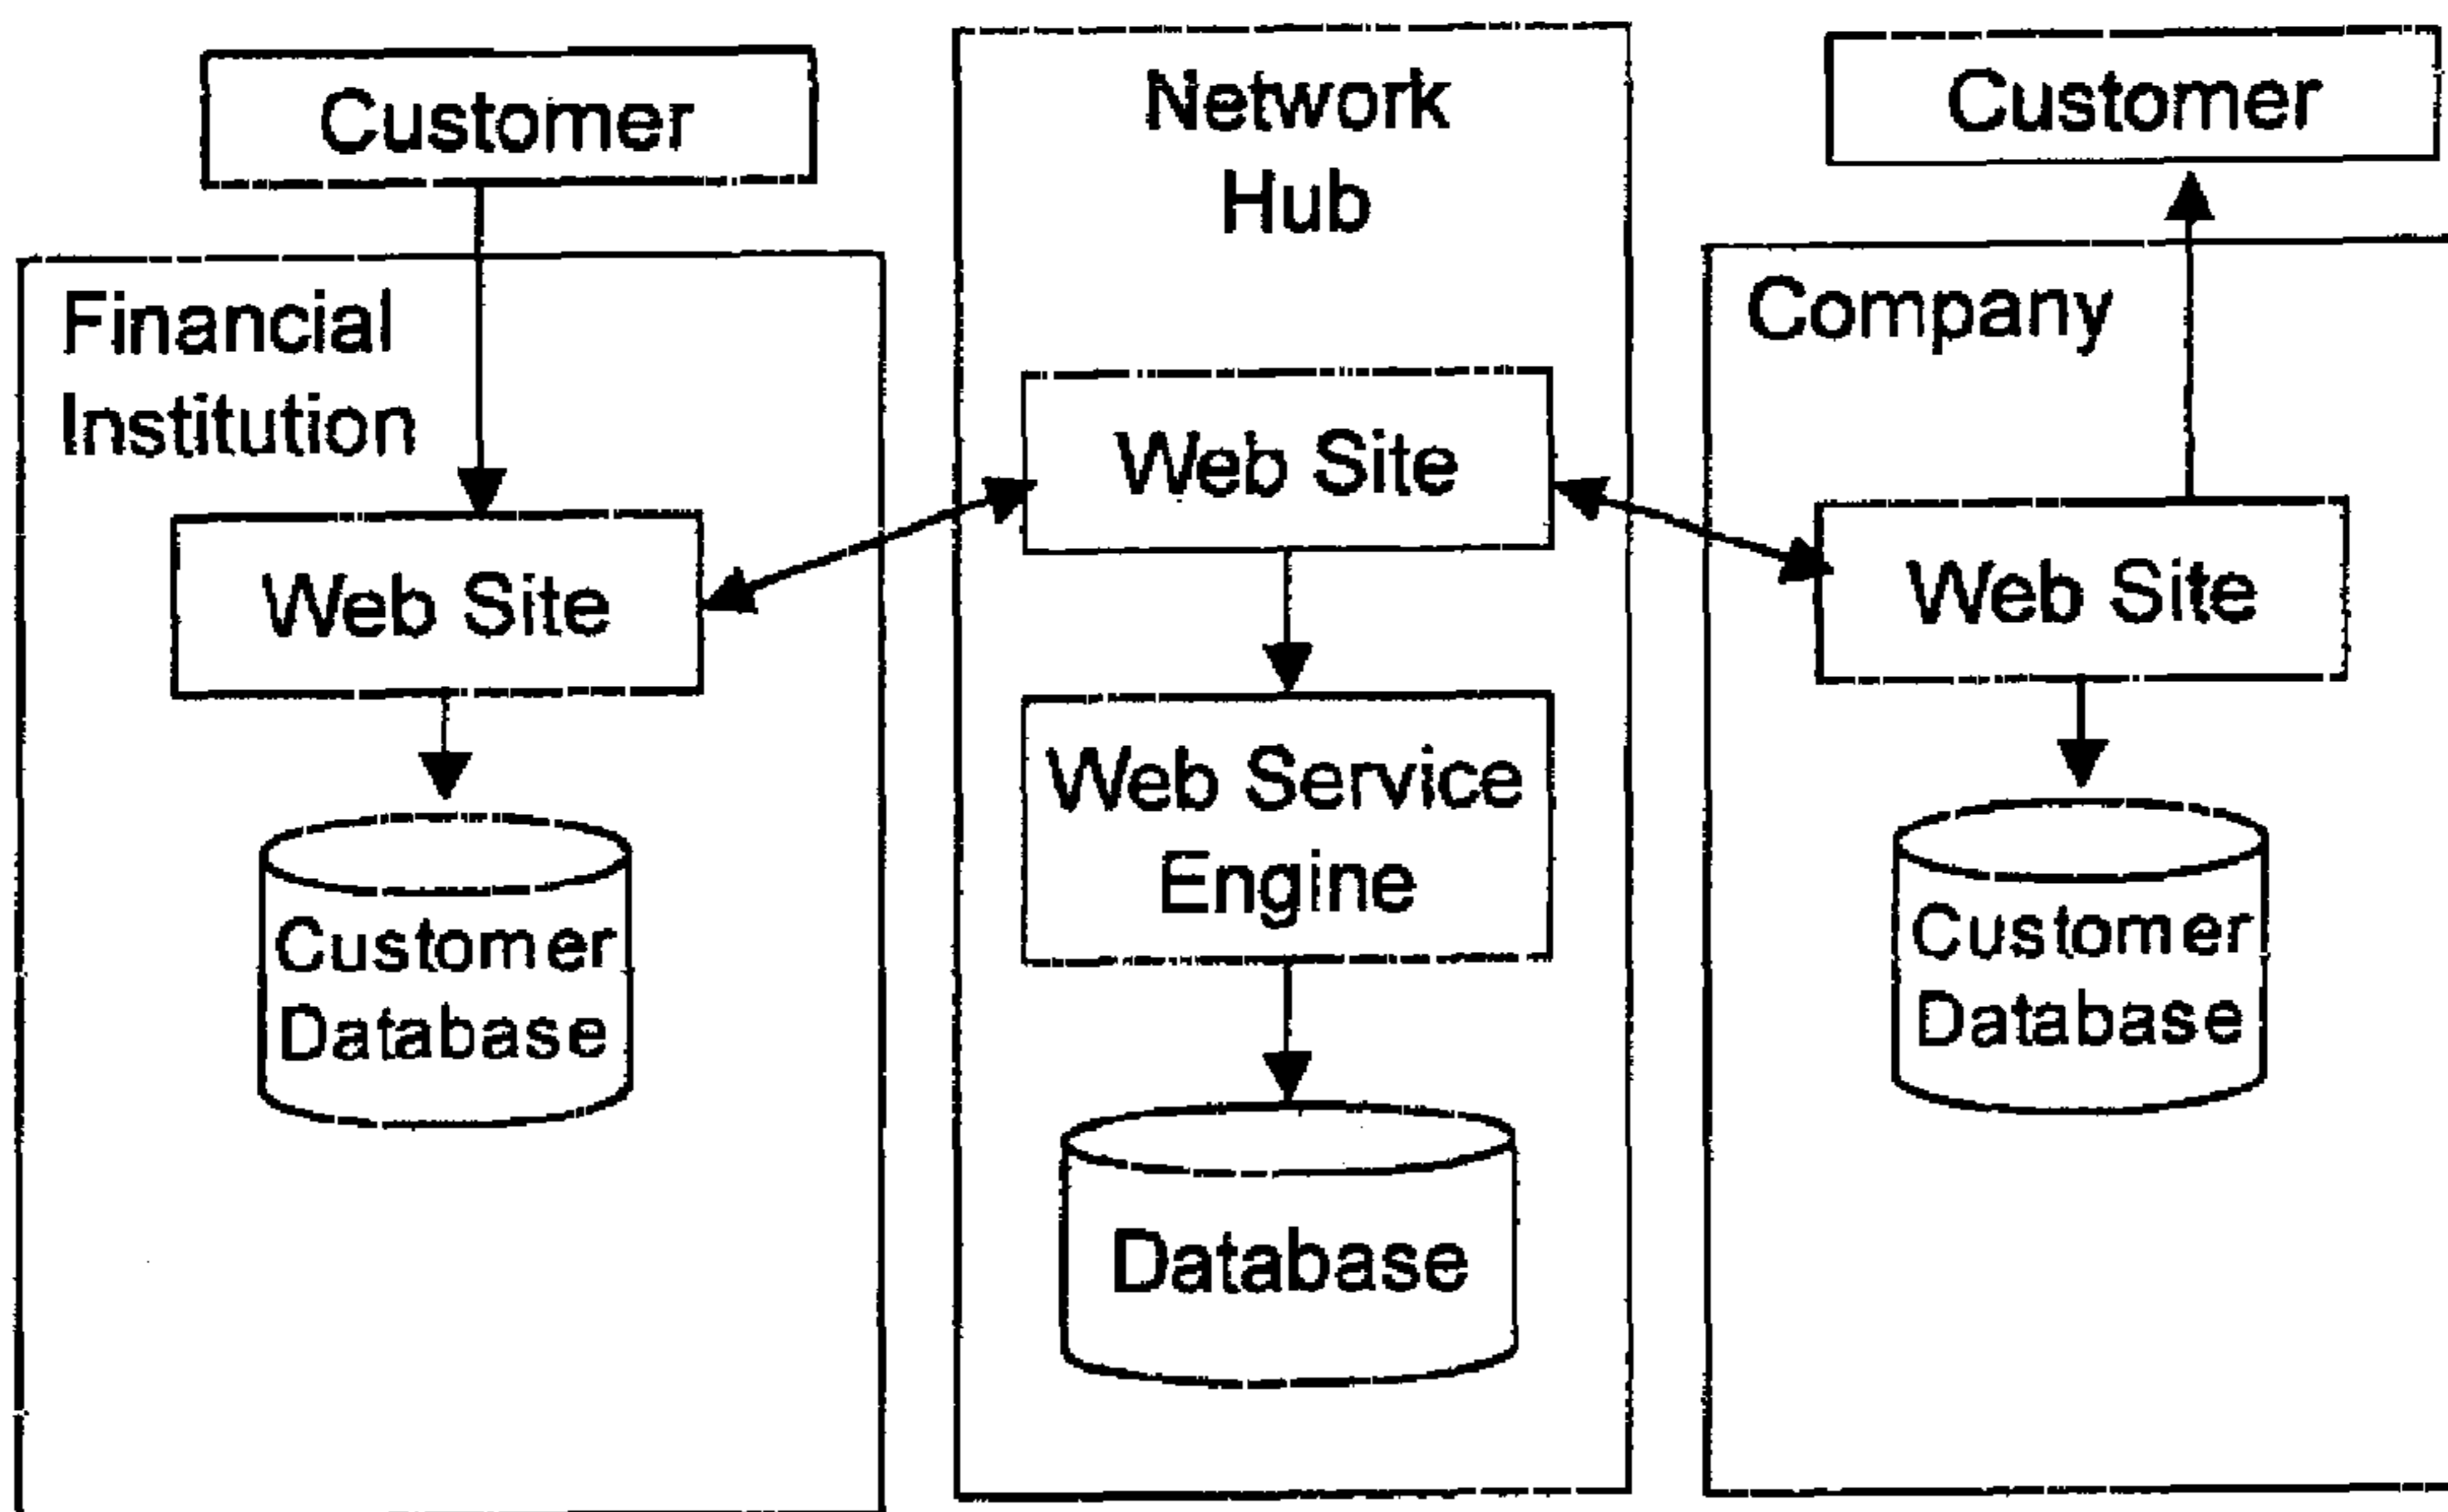 Customer
Financial
Institution
Web Site
Customer
Database
Network
Hub
Web Site
Web Service
Engine
Database
Customer
Company
Web Site
Customer
Database